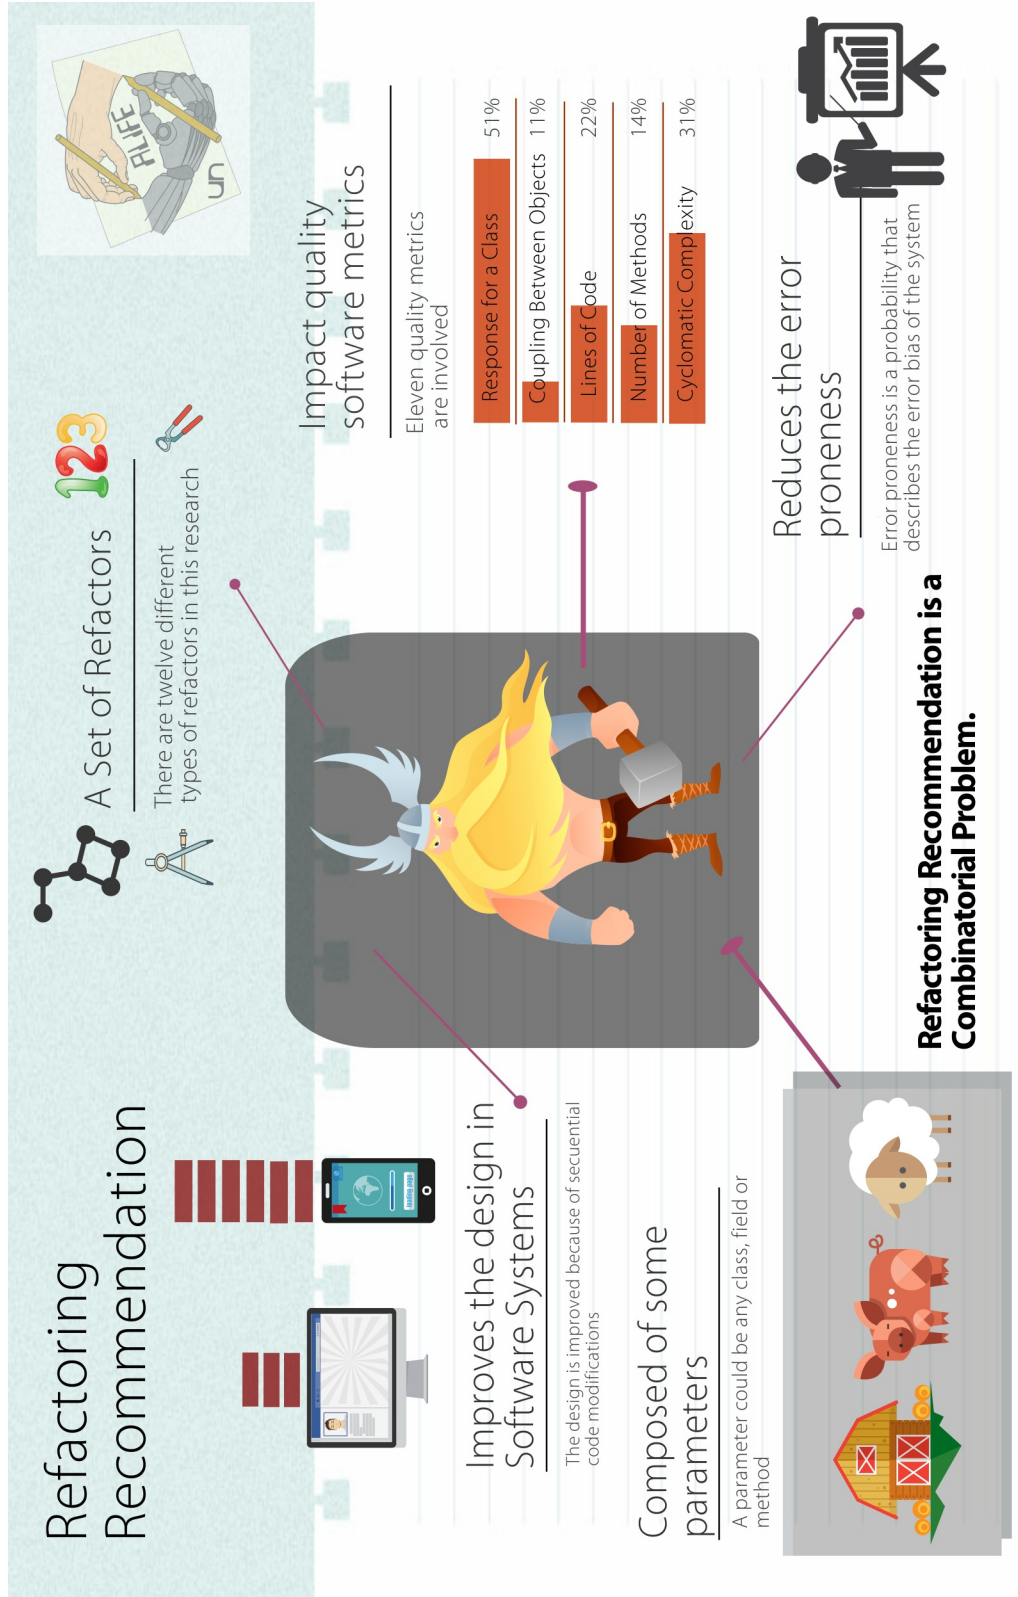 Refactoring
Recommendation
A Set of Refactors
123
There are twelve different
types of refactors in this research
ALIFE
UN
Impact quality
software metrics
Eleven quality metrics
are involved
Response for a Class 51%
Coupling Between Objects 11%
Lines of Code 22%
Number of Methods 14%
Cyclomatic Complexity 31%
Improves the design in
Software Systems
The design is improved because of secuential
code modifications
Composed of some
parameters
A parameter could be any class, field or
method
Reduces the error
proneness
Error proneness is a probability that
describes the error bias of the system
Refactoring Recommendation is a
Combinatorial Problem.